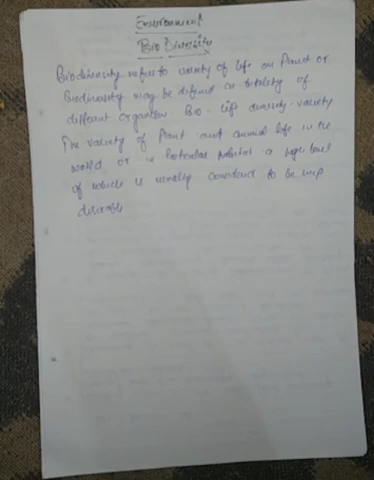 Environment
Bio Diversity
Biodiversity refers to variety of life on Planet or
Biodiversity may be defined as totality of
different organism Bio - life diversity - variety
The variety of Plant and animal life in the
world or in Particular habitat a high level
of which is usually considered to be imp
desirable